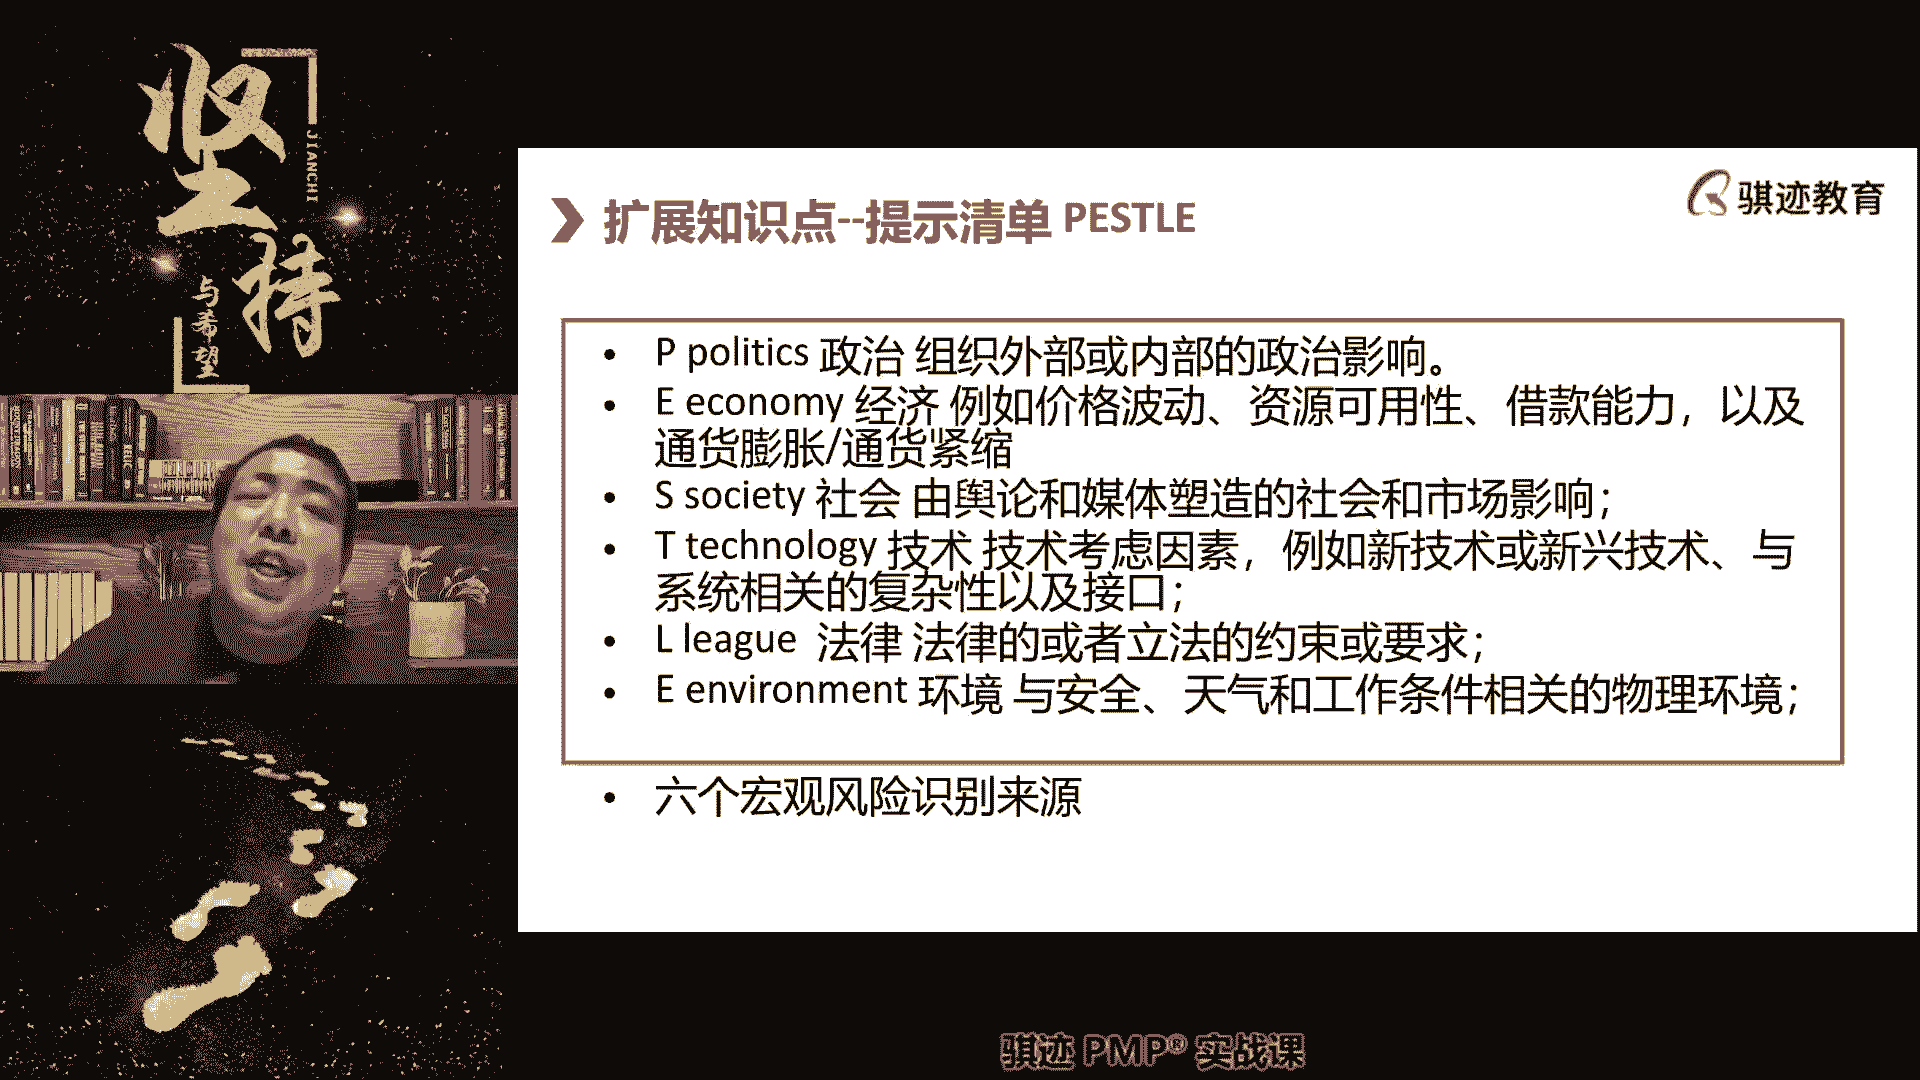 坚持
JIANCHI
与希望
骐迹教育
扩展知识点--提示清单 PESTLE
• P politics 政治 组织外部或内部的政治影响。
• E economy 经济 例如价格波动、资源可用性、借款能力，以及
通货膨胀/通货紧缩
• S society 社会 由舆论和媒体塑造的社会和市场影响；
• T technology 技术 技术考虑因素，例如新技术或新兴技术、与
系统相关的复杂性以及接口；
• L league 法律 法律的或者立法的约束或要求；
• E environment 环境 与安全、天气和工作条件相关的物理环境；
• 六个宏观风险识别来源
骐迹 PMP® 实战课